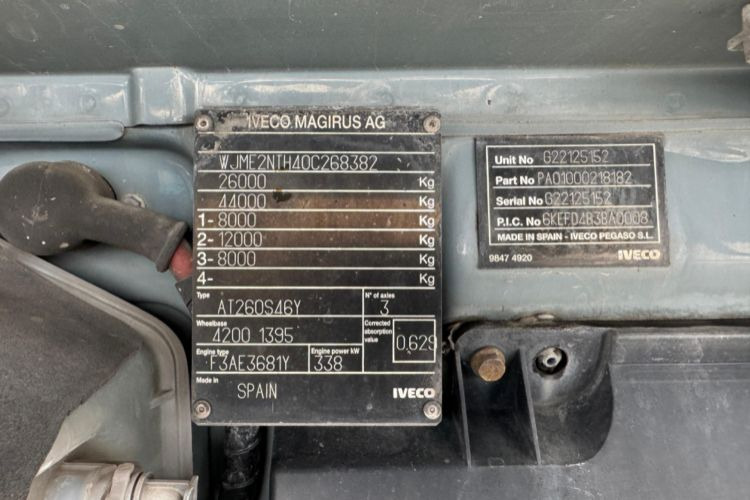 IVECO MAGIRUS AG
WJME2NTH40C268382
26000 Kg
44000 Kg
1- 8000 Kg
2- 12000 Kg
3- 8000 Kg
4- Kg
Type AT260S46Y N° of axles 3
Wheelbase 4200 1395 Corrected absorption value 0.629
Engine type F3AE3681Y Engine power kW 338
Made in SPAIN IVECO
Unit No G22125152
Part No PA01000218182
Serial No G22125152
P.I.C. No 6KEPD4B3BA0008
MADE IN SPAIN - IVECO PEGASO S.L.
9847 4920 IVECO